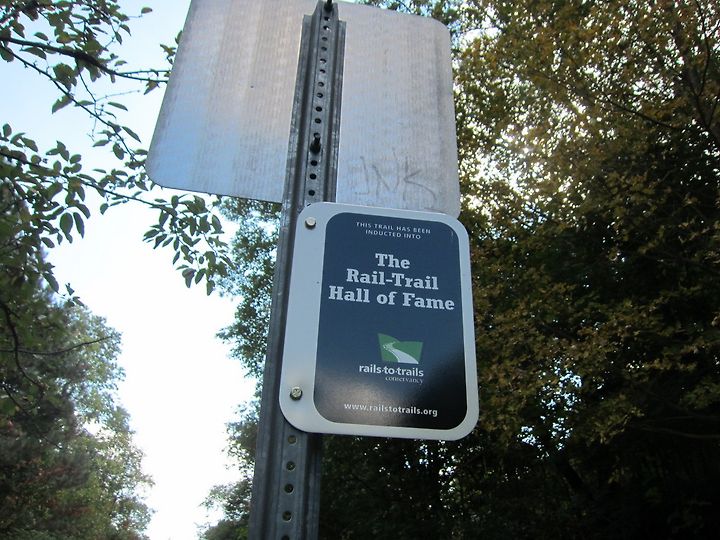 JNK
THIS TRAIL HAS BEEN
INDUCTED INTO
The
Rail-Trail
Hall of Fame
rails·to·trails
conservancy
www.railstotrails.org